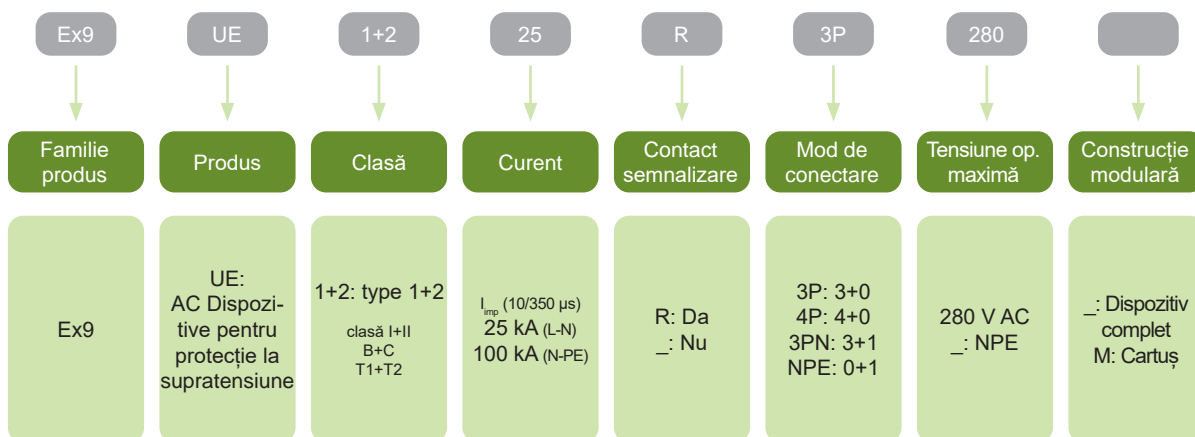 Ex9
UE
1+2
25
R
3P
280
Familie
produs
Produs
Clasă
Curent
Contact
semnalizare
Mod de
conectare
Tensiune op.
maximă
Construcție
modulară
Ex9
UE:
AC Dispozi-
tive pentru
protecție la
supratensiune
1+2: type 1+2
clasă I+II
B+C
T1+T2
Iimp (10/350 µs)
25 kA (L-N)
100 kA (N-PE)
R: Da
_: Nu
3P: 3+0
4P: 4+0
3PN: 3+1
NPE: 0+1
280 V AC
_: NPE
_: Dispozitiv
complet
M: Cartuș